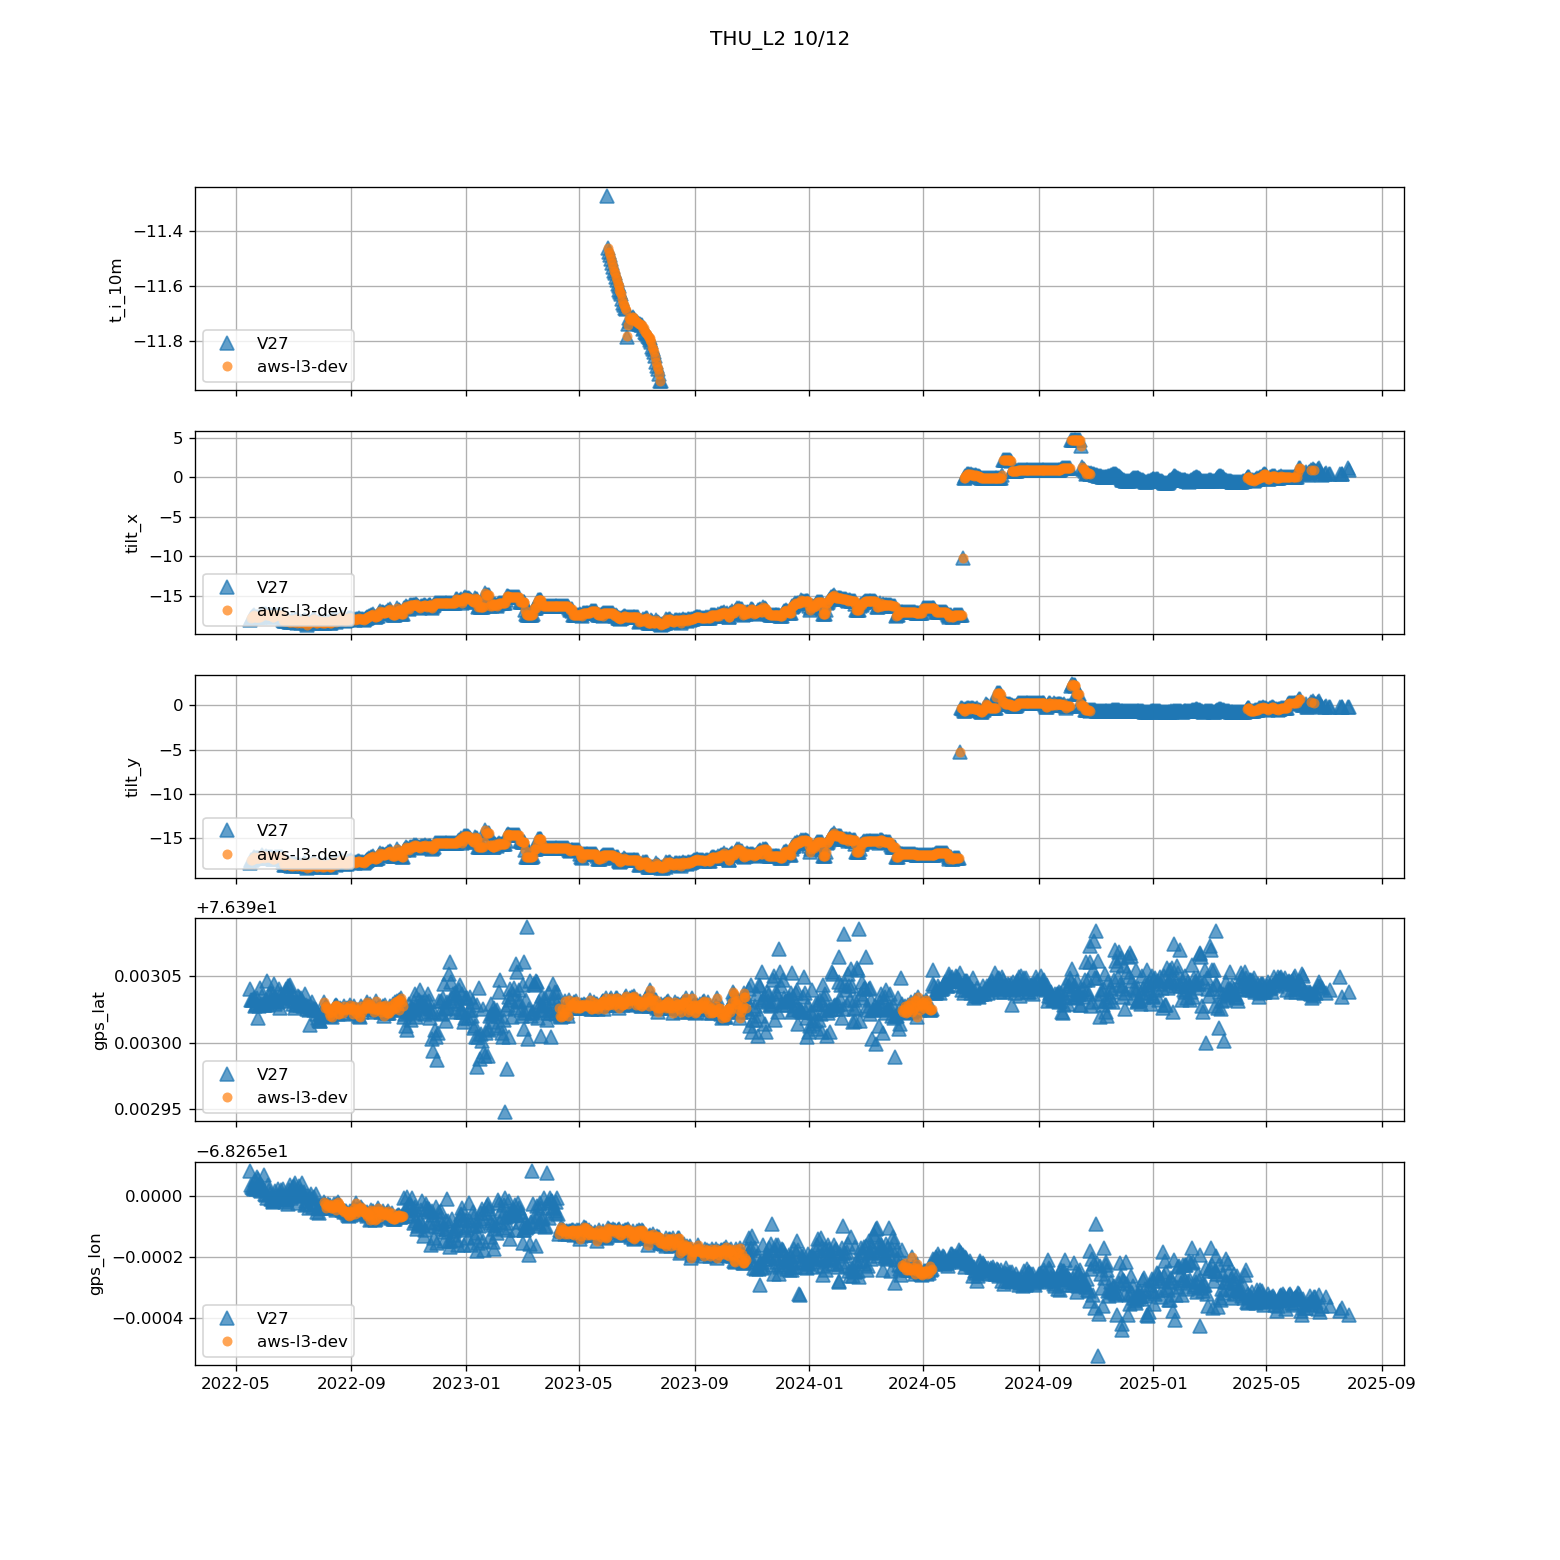 THU_L2 10/12
t_i_10m
−11.4
−11.6
−11.8
V27
aws-l3-dev
tilt_x
5
0
−5
−10
−15
V27
aws-l3-dev
tilt_y
0
−5
−10
−15
V27
aws-l3-dev
+7.639e1
gps_lat
0.00305
0.00300
0.00295
V27
aws-l3-dev
−6.8265e1
gps_lon
0.0000
−0.0002
−0.0004
V27
aws-l3-dev
2022-05 2022-09 2023-01 2023-05 2023-09 2024-01 2024-05 2024-09 2025-01 2025-05 2025-09